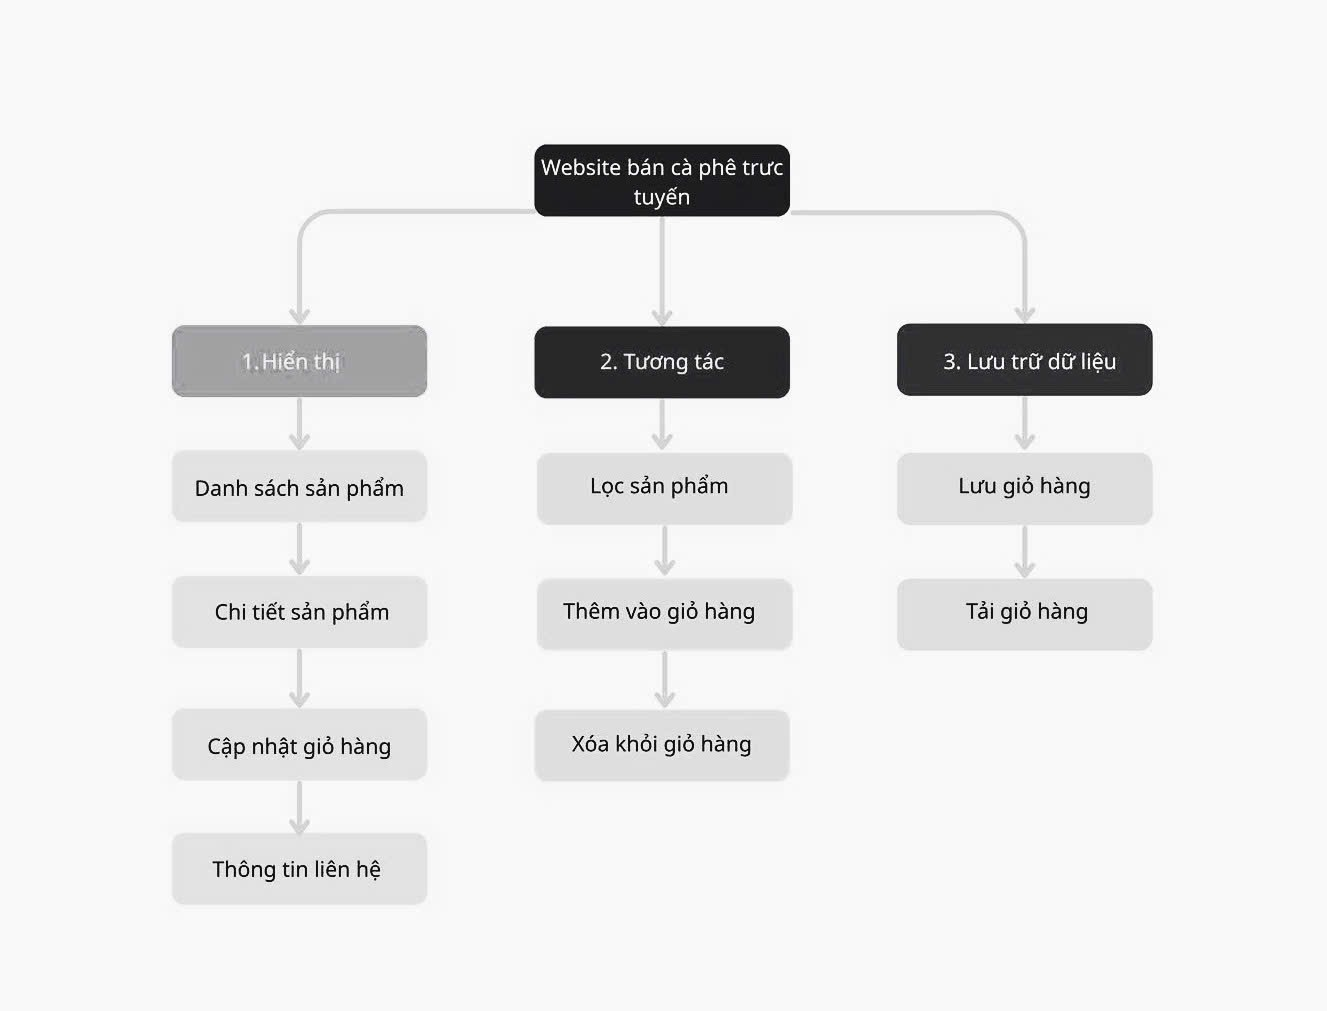 Website bán cà phê trưc
tuyến
1. Hiển thị
2. Tương tác
3. Lưu trữ dữ liệu
Danh sách sản phẩm
Lọc sản phẩm
Lưu giỏ hàng
Chi tiết sản phẩm
Thêm vào giỏ hàng
Tải giỏ hàng
Cập nhật giỏ hàng
Xóa khỏi giỏ hàng
Thông tin liên hệ